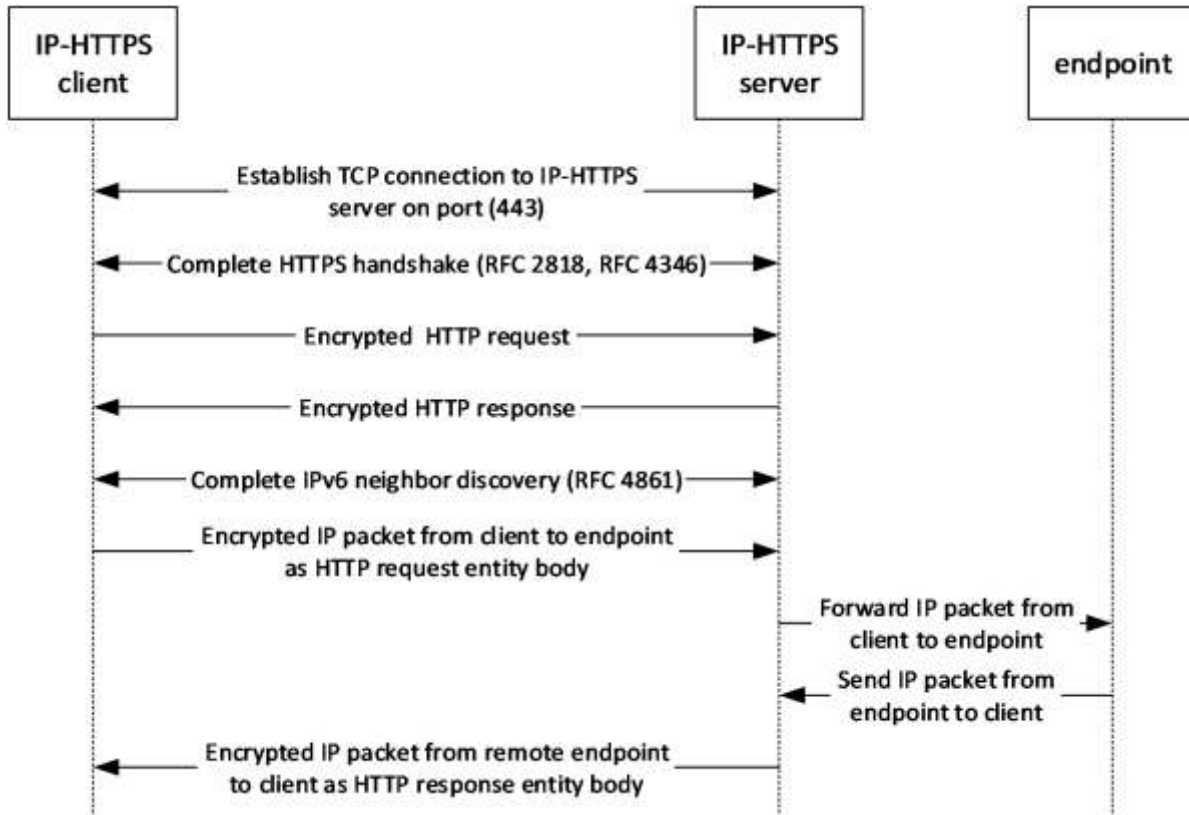 IP-HTTPS
client
IP-HTTPS
server
endpoint
Establish TCP connection to IP-HTTPS
server on port (443)
Complete HTTPS handshake (RFC 2818, RFC 4346)
Encrypted HTTP request
Encrypted HTTP response
Complete IPv6 neighbor discovery (RFC 4861)
Encrypted IP packet from client to endpoint
as HTTP request entity body
Forward IP packet from
client to endpoint
Send IP packet from
endpoint to client
Encrypted IP packet from remote endpoint
to client as HTTP response entity body